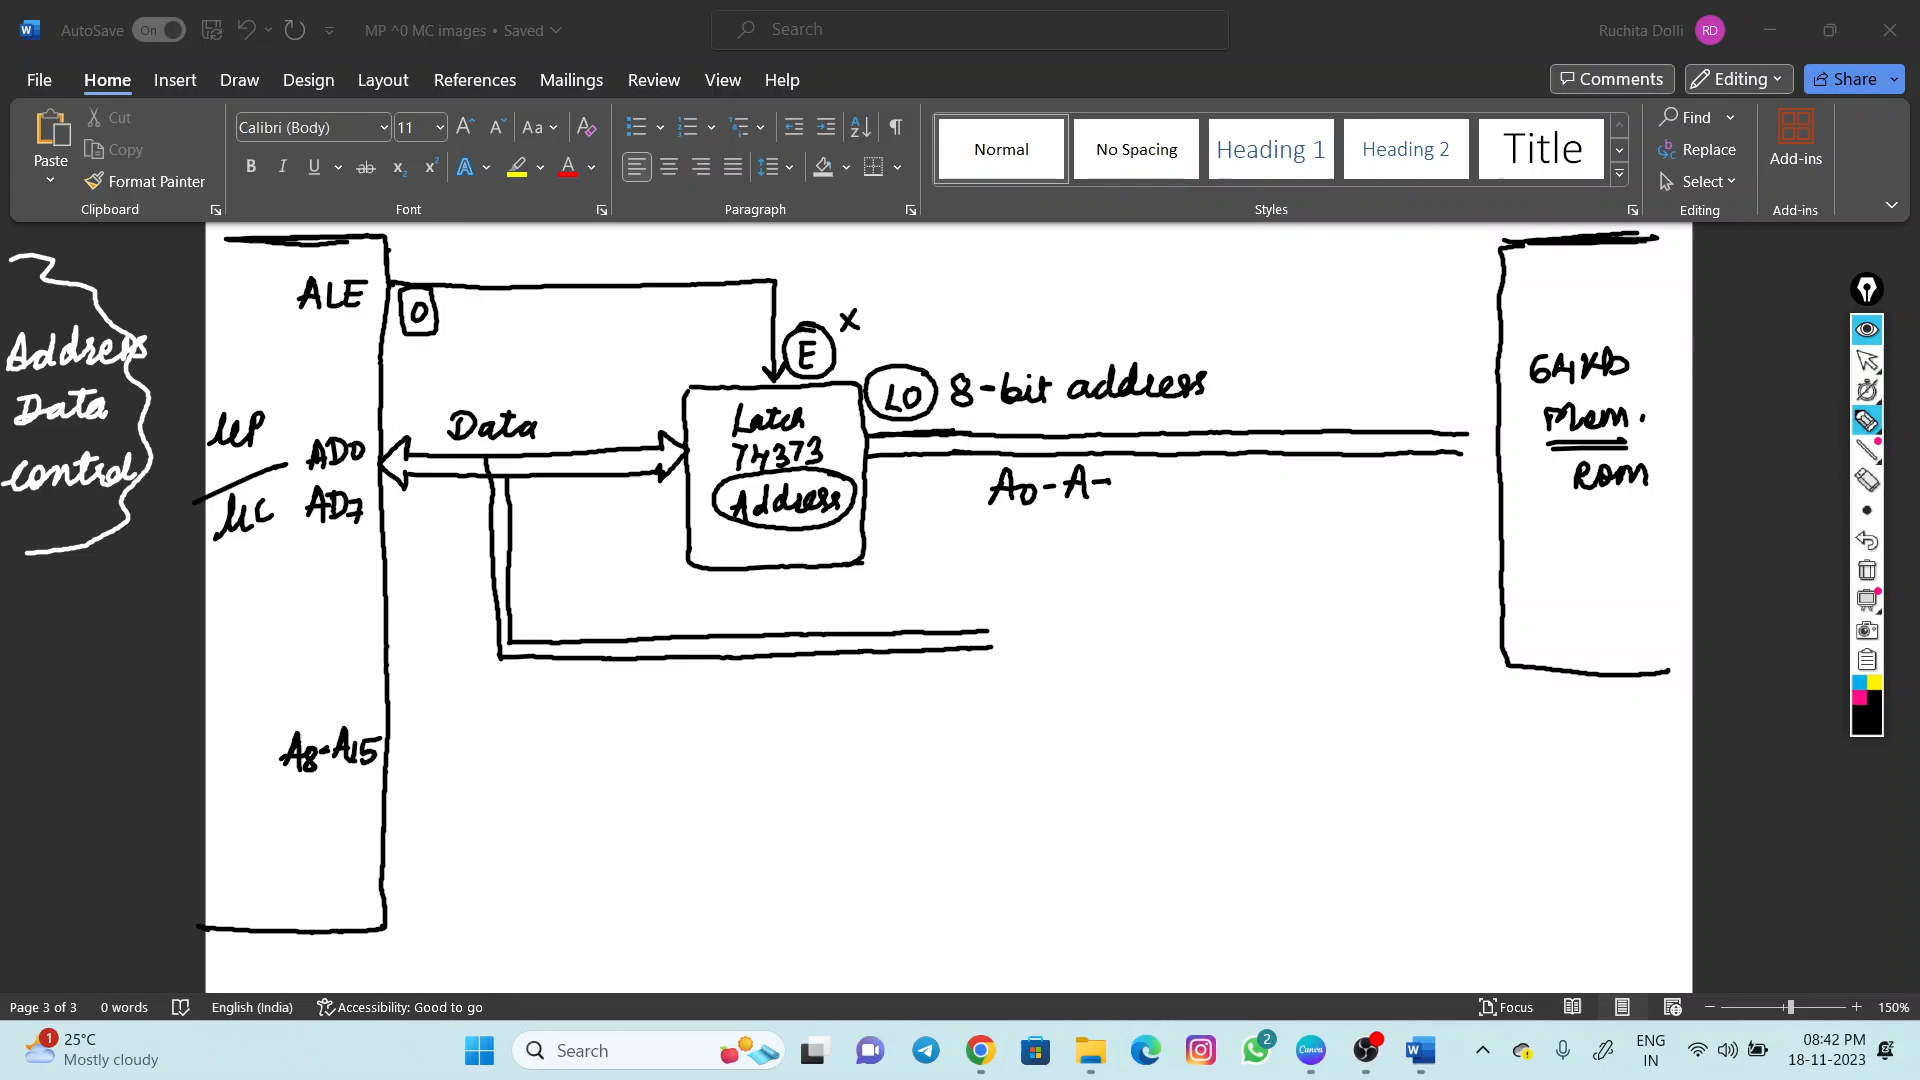 AutoSave On MP ^0 MC images • Saved Search Ruchita Dolli RD
File Home Insert Draw Design Layout References Mailings Review View Help Comments Editing Share
Paste Cut Copy Format Painter
Clipboard
Calibri (Body) 11
Font
Paragraph
Normal No Spacing Heading 1 Heading 2 Title
Styles
Find Replace Select
Editing
Add-ins
Add-ins
Address
Data
Control
ALE
0
E x
LO 8-bit address
Latch
74373
Address
Data
MP
AD0
MC AD7
A0-A-
64KB
Mem.
ROM
A8-A15
Page 3 of 3 0 words English (India) Accessibility: Good to go Focus 150%
1 25°C
Mostly cloudy
Search
2
Canva
ENG
IN
08:42 PM
18-11-2023